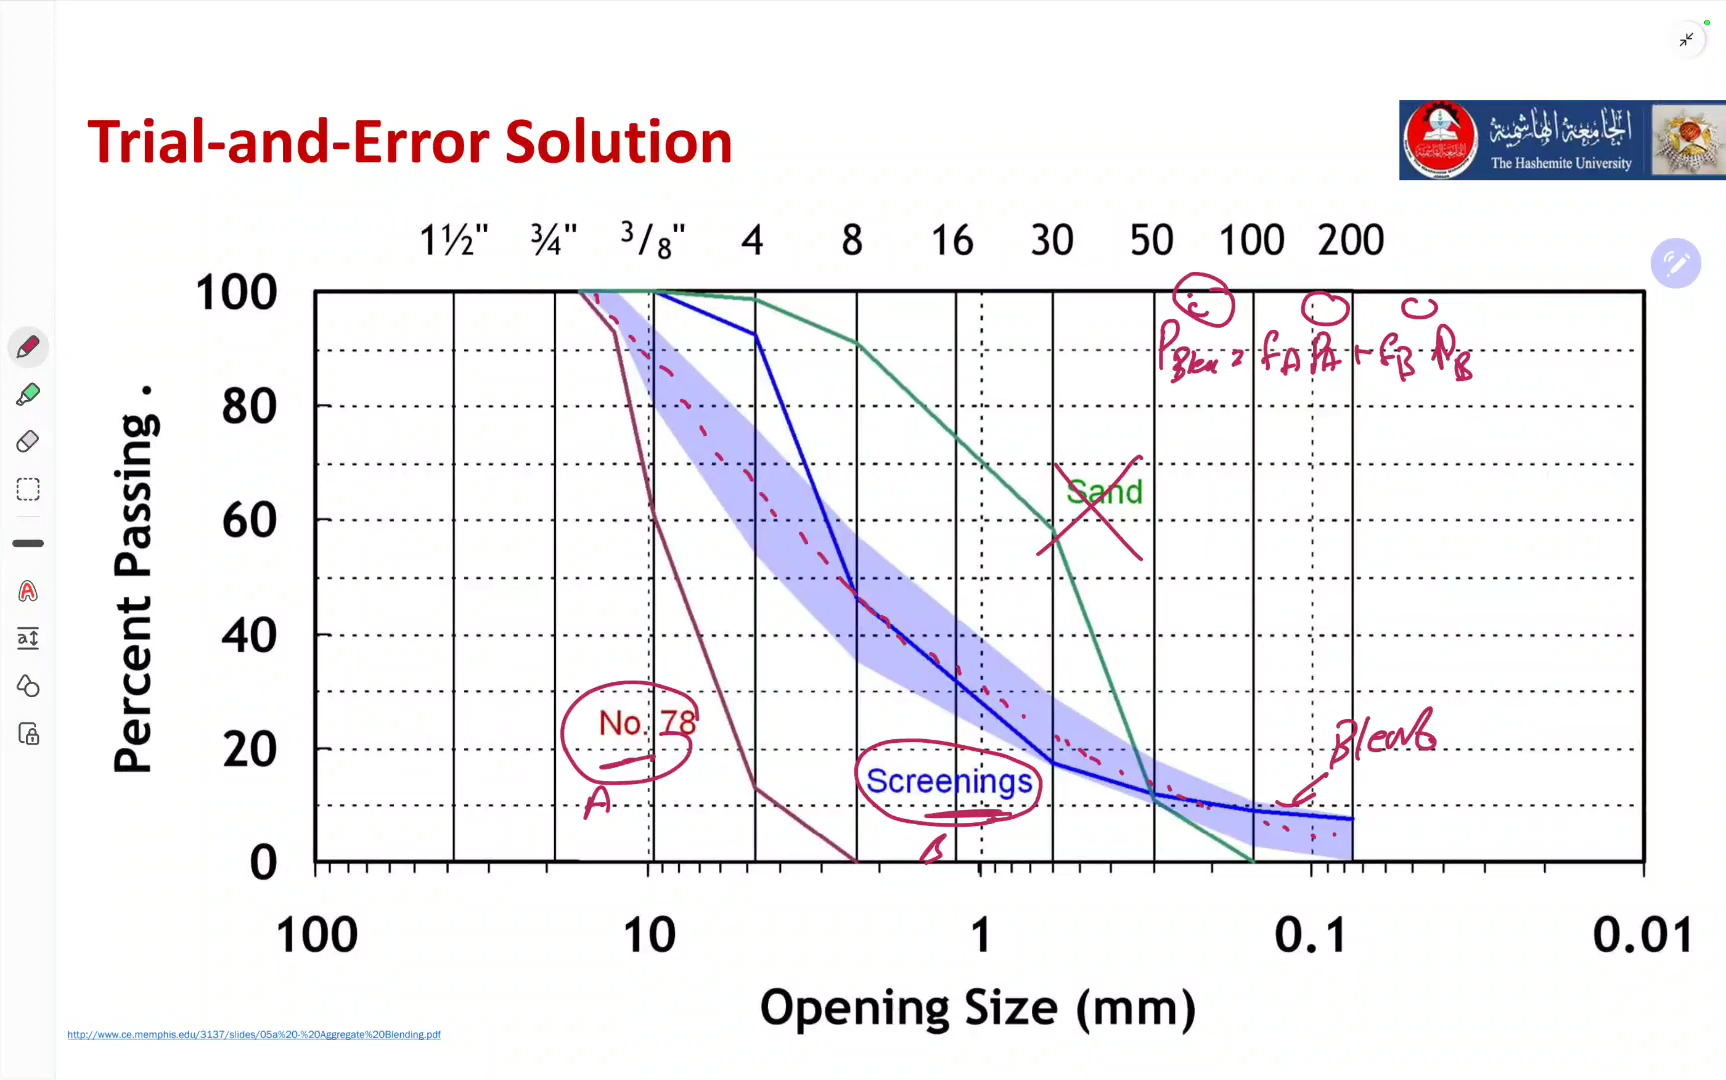 Trial-and-Error Solution
الجامعة الهاشمية
The Hashemite University
1½" ¾" 3/8" 4 8 16 30 50 100 200
100
80
60
40
20
0
Percent Passing .
Sand
No. 78
A
Screenings
B
Blend
100 10 1 0.1 0.01
Opening Size (mm)
http://www.ce.memphis.edu/3137/slides/05a%20-%20Aggregate%20Blending.pdf